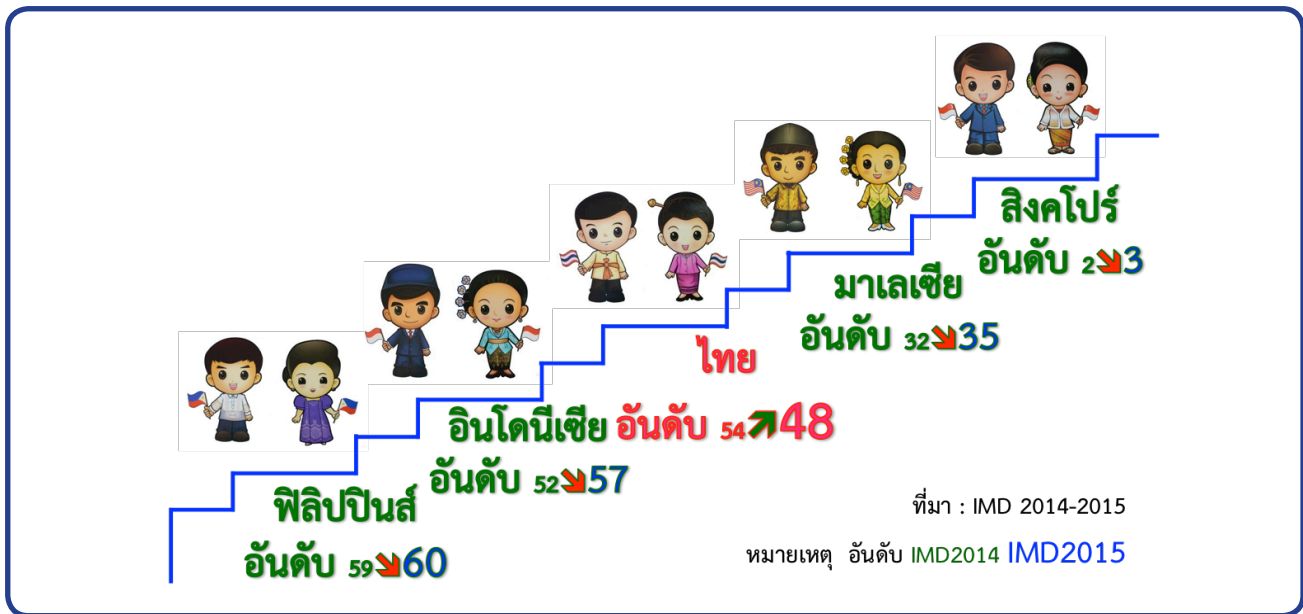 สิงคโปร์
อันดับ 2 3
มาเลเซีย
อันดับ 32 35
ไทย
อันดับ 54 48
อินโดนีเซีย
อันดับ 52 57
ฟิลิปปินส์
อันดับ 59 60
ที่มา : IMD 2014-2015
หมายเหตุ อันดับ IMD2014 IMD2015